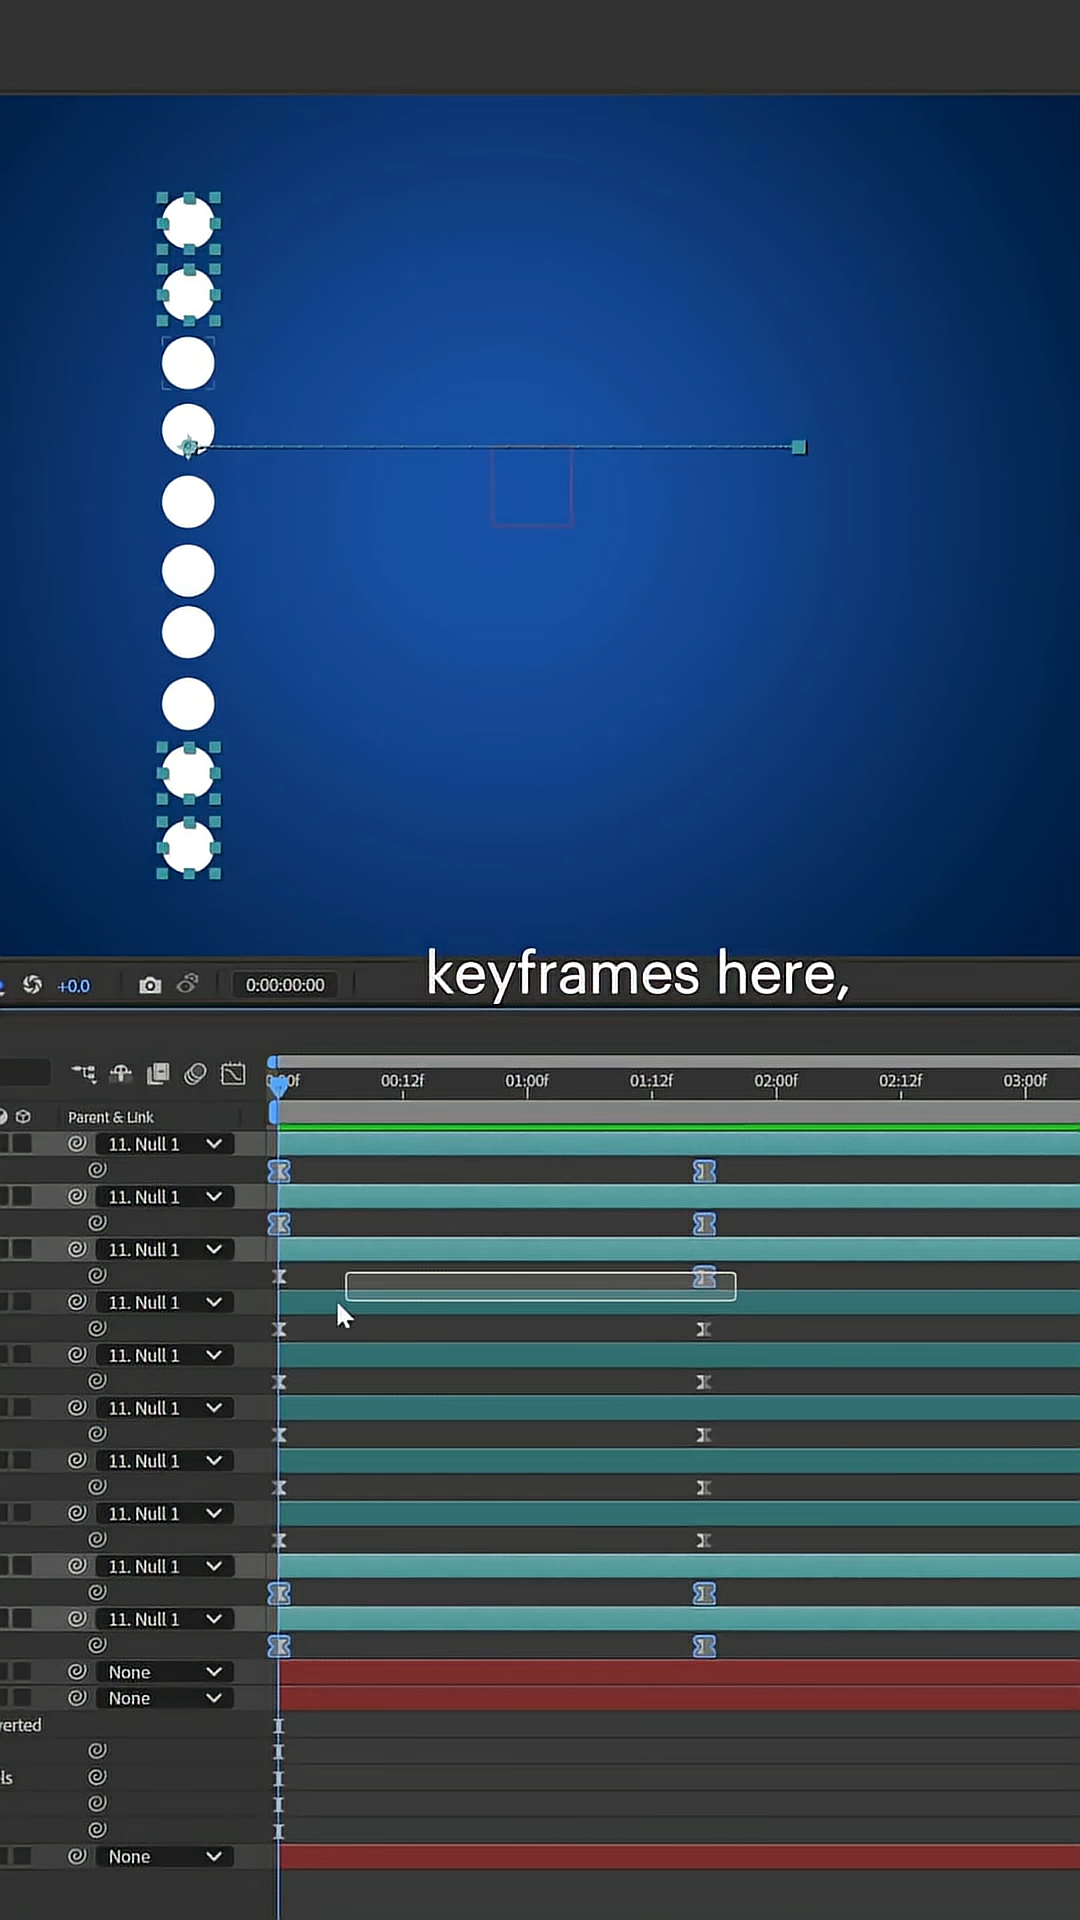 keyframes here,
+0.0
0:00:00:00
00:12f 01:00f 01:12f 02:00f 02:12f 03:00f
Parent & Link
11. Null 1
11. Null 1
11. Null 1
11. Null 1
11. Null 1
11. Null 1
11. Null 1
11. Null 1
11. Null 1
11. Null 1
None
None
verted
ls
None